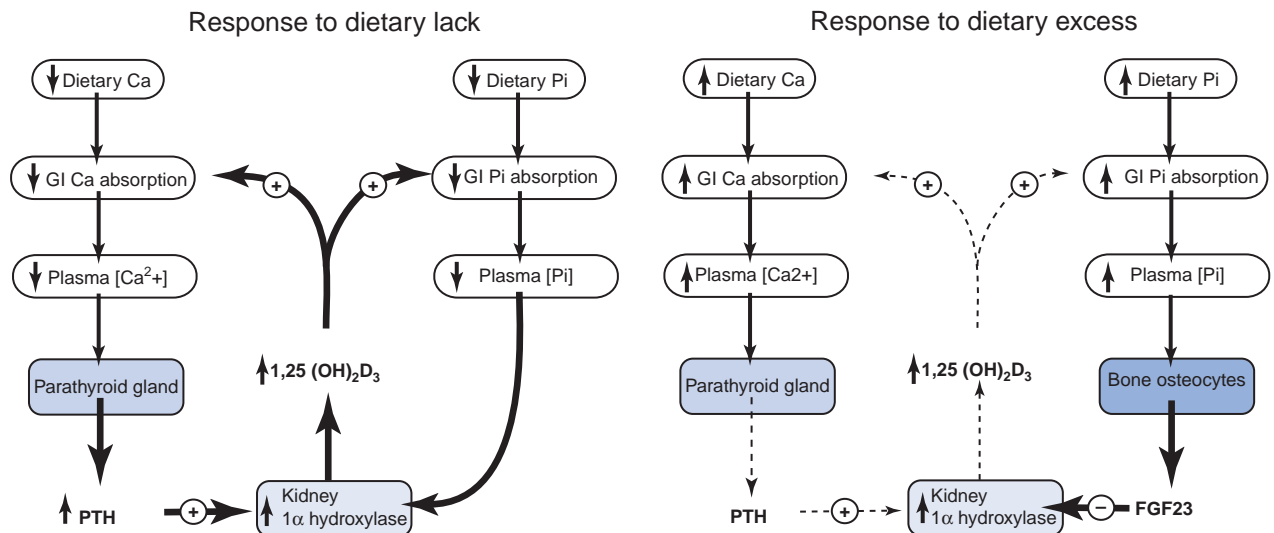 Response to dietary lack
↓ Dietary Ca
↓ Dietary Pi
↓ GI Ca absorption
+
+
↓ GI Pi absorption
↓ Plasma [Ca²+]
↓ Plasma [Pi]
Parathyroid gland
↑ 1,25 (OH)₂D₃
↑ PTH
+
↑ Kidney
1α hydroxylase
Response to dietary excess
↑ Dietary Ca
↑ Dietary Pi
↑ GI Ca absorption
+
+
↑ GI Pi absorption
↑ Plasma [Ca2+]
↑ Plasma [Pi]
Parathyroid gland
↑ 1,25 (OH)₂D₃
Bone osteocytes
PTH
+
↑ Kidney
1α hydroxylase
−
FGF23